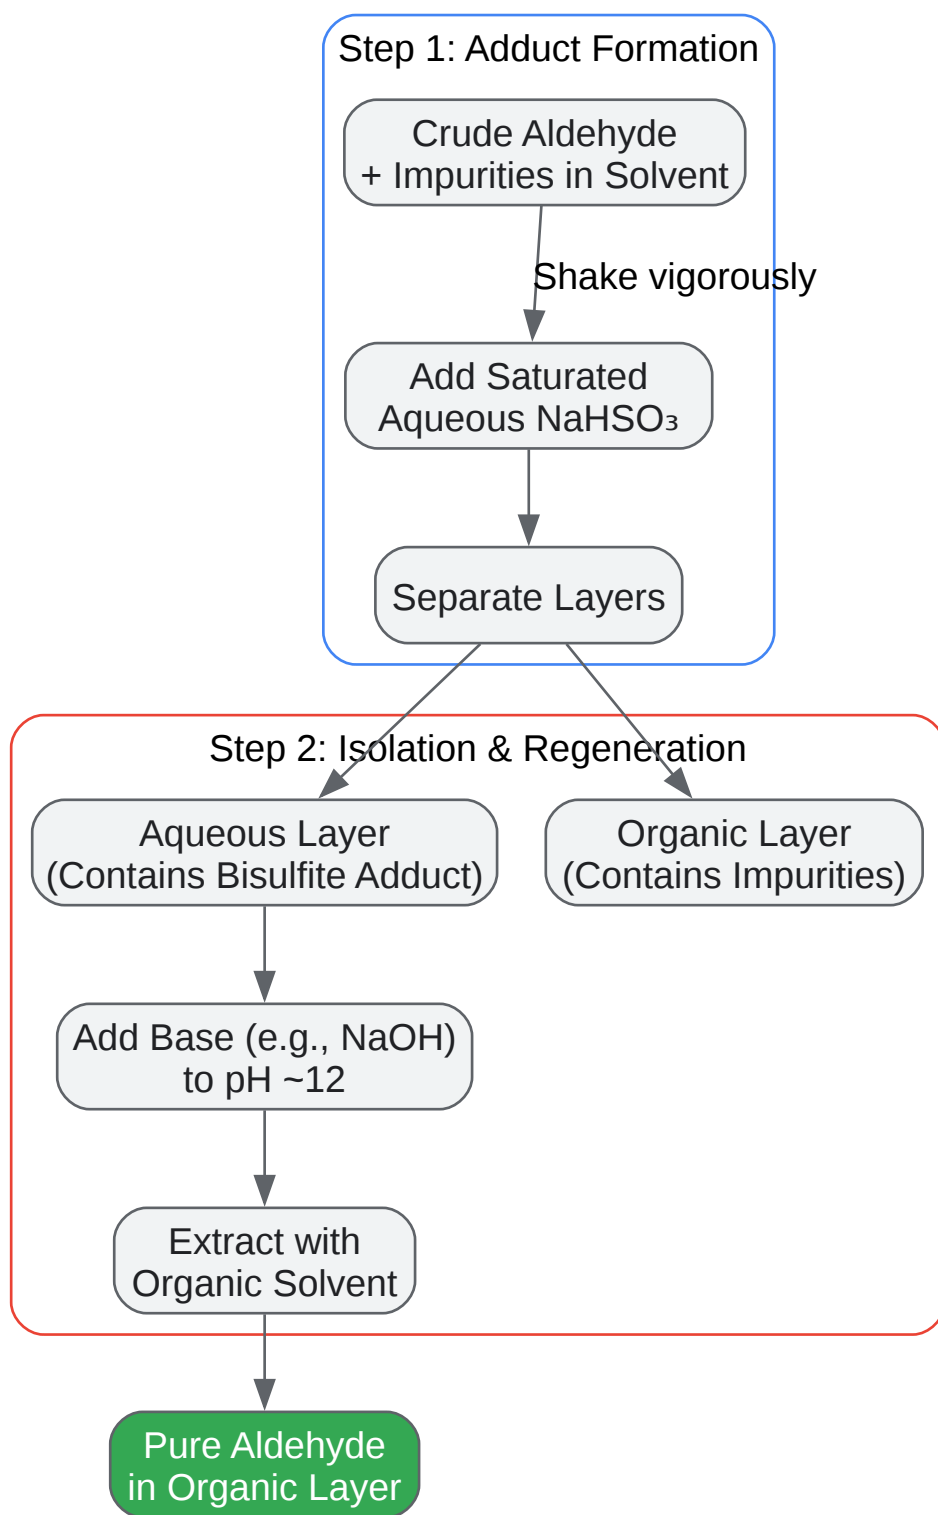 Step 1: Adduct Formation
Crude Aldehyde
+ Impurities in Solvent
Shake vigorously
Add Saturated
Aqueous NaHSO₃
Separate Layers
Step 2: Isolation & Regeneration
Aqueous Layer
(Contains Bisulfite Adduct)
Organic Layer
(Contains Impurities)
Add Base (e.g., NaOH)
to pH ~12
Extract with
Organic Solvent
Pure Aldehyde
in Organic Layer